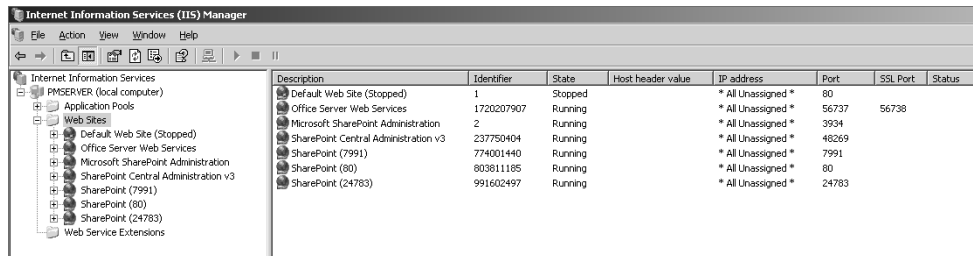 Internet Information Services (IIS) Manager
File Action View Window Help
Internet Information Services
PMSERVER (local computer)
Application Pools
Web Sites
Default Web Site (Stopped)
Office Server Web Services
Microsoft SharePoint Administration
SharePoint Central Administration v3
SharePoint (7991)
SharePoint (80)
SharePoint (24783)
Web Service Extensions
Description Identifier State Host header value IP address Port SSL Port Status
Default Web Site (Stopped) 1 Stopped * All Unassigned * 80
Office Server Web Services 1720207907 Running * All Unassigned * 56737 56738
Microsoft SharePoint Administration 2 Running * All Unassigned * 3934
SharePoint Central Administration v3 237750404 Running * All Unassigned * 48269
SharePoint (7991) 774001440 Running * All Unassigned * 7991
SharePoint (80) 803811185 Running * All Unassigned * 80
SharePoint (24783) 991602497 Running * All Unassigned * 24783